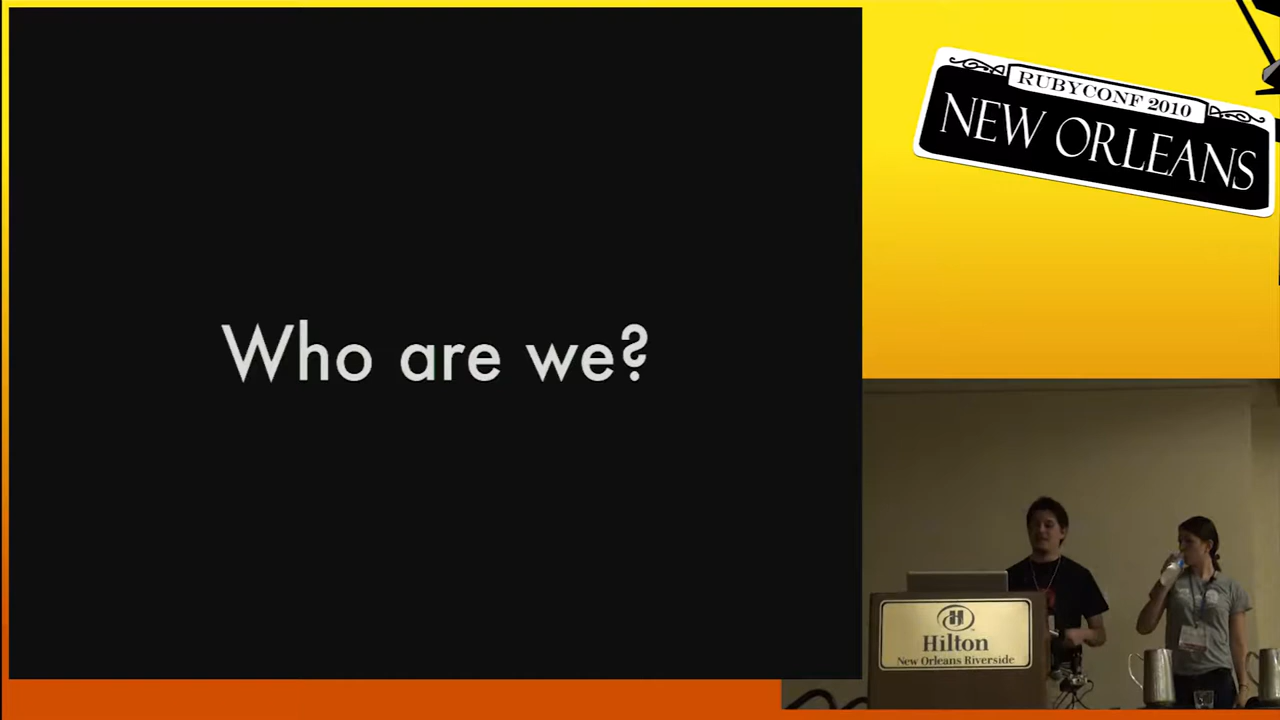 Who are we?
RUBYCONF 2010
NEW ORLEANS
Hilton
New Orleans Riverside